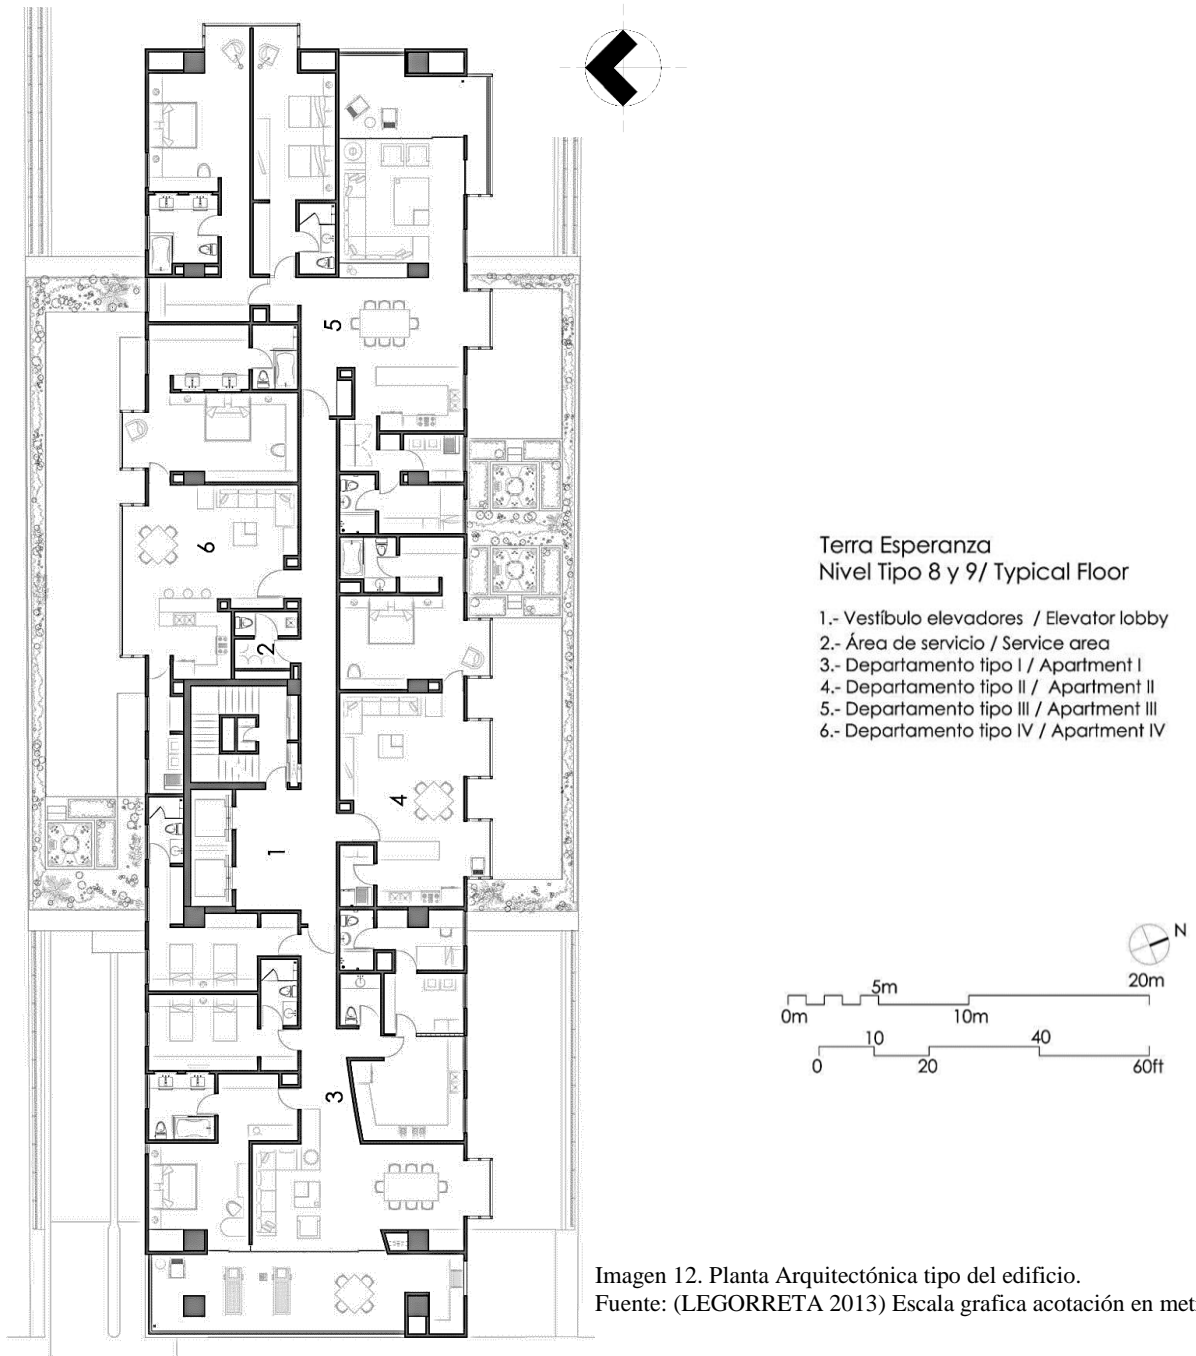 5
6
2
4
1
3
Terra Esperanza
Nivel Tipo 8 y 9/ Typical Floor
1.- Vestíbulo elevadores / Elevator lobby
2.- Área de servicio / Service area
3.- Departamento tipo I / Apartment I
4.- Departamento tipo II / Apartment II
5.- Departamento tipo III / Apartment III
6.- Departamento tipo IV / Apartment IV
N
5m 20m
0m 10m
10 40
0 20 60ft
Imagen 12. Planta Arquitectónica tipo del edificio.
Fuente: (LEGORRETA 2013) Escala grafica acotación en met